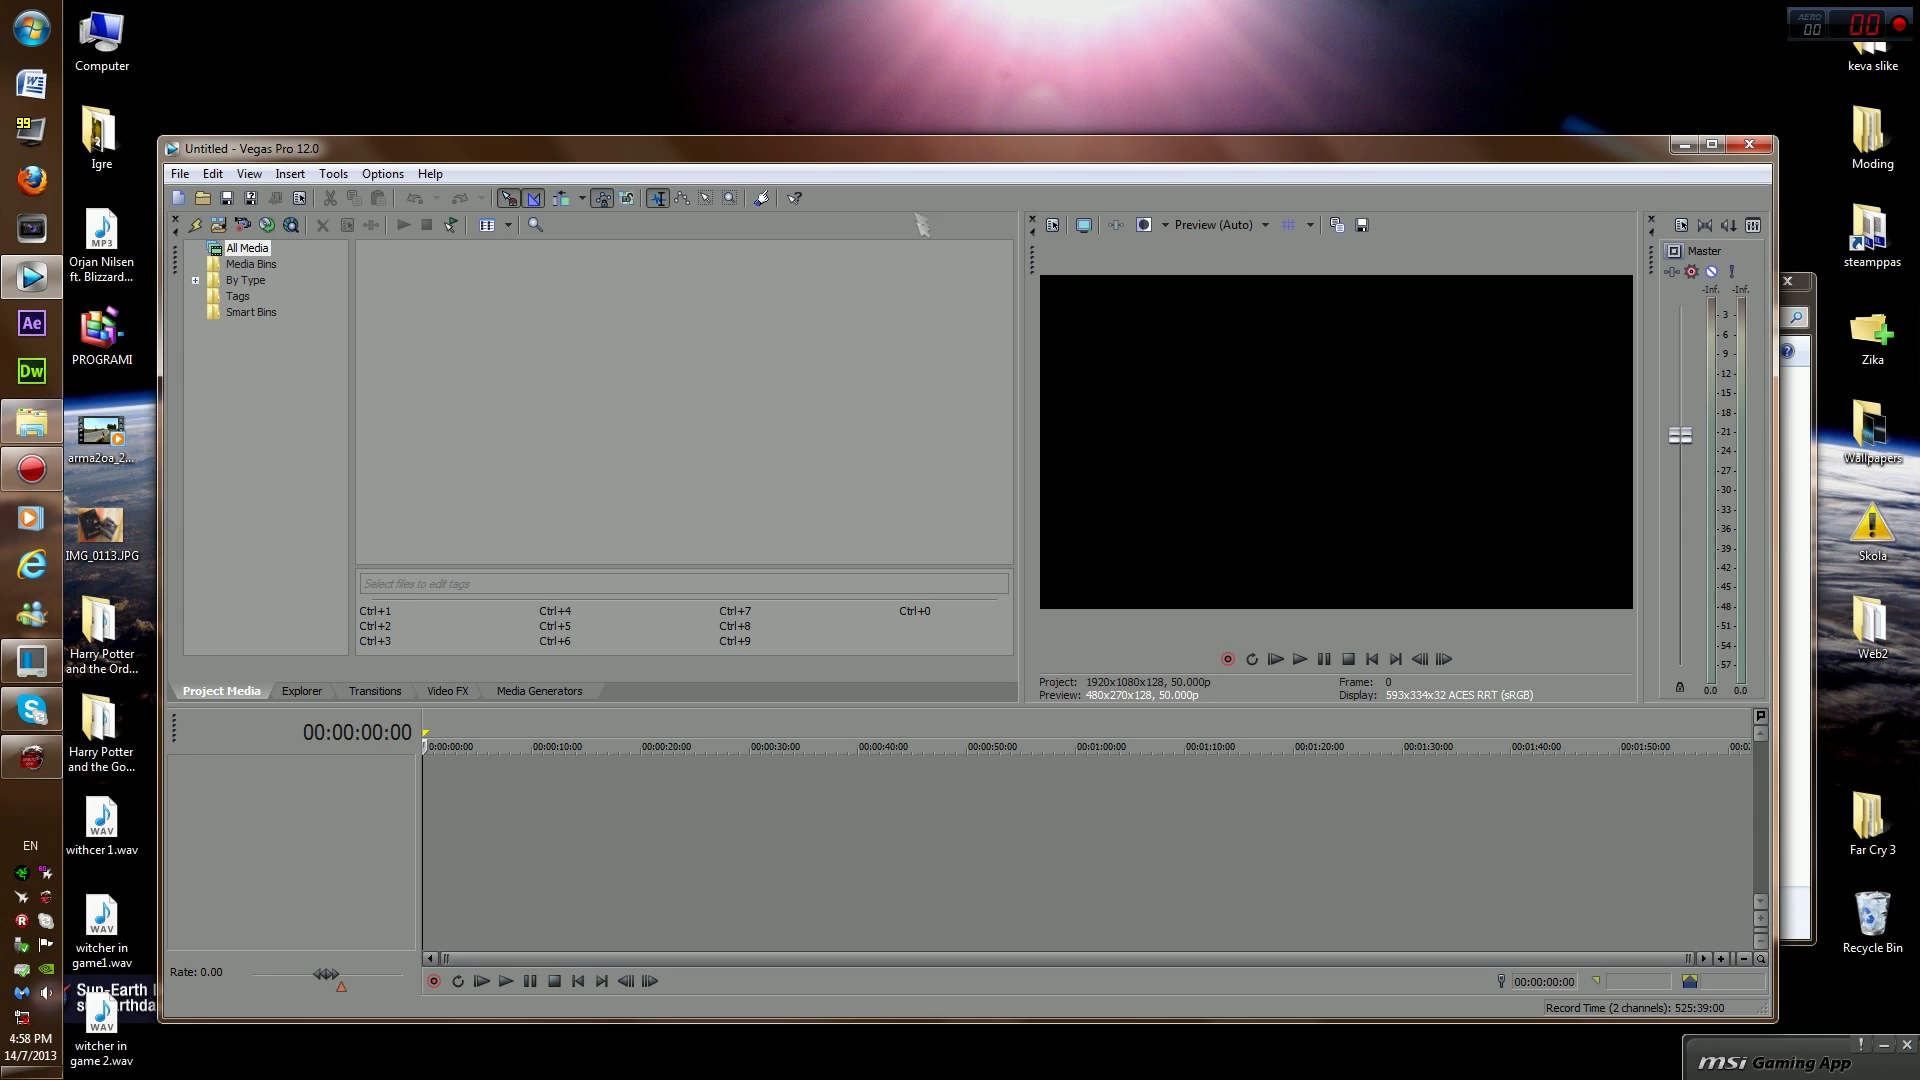 Computer
Igre
Orjan Nilsen
ft. Blizzard...
PROGRAMI
arma2oa_2...
IMG_0113.JPG
Harry Potter
and the Ord...
Harry Potter
and the Go...
withcer 1.wav
witcher in
game1.wav
Sun-Earth
witcher in
game 2.wav
MP3
WAV
WAV
WAV
99
Ae
Dw
EN
4:58 PM
14/7/2013
AERO
00
00
keva slike
Moding
steamppas
Zika
Wallpapers
Skola
Web2
Far Cry 3
Recycle Bin
Untitled - Vegas Pro 12.0
File Edit View Insert Tools Options Help
Preview (Auto)
All Media
Media Bins
By Type
Tags
Smart Bins
Select files to edit tags
Ctrl+1 Ctrl+4 Ctrl+7 Ctrl+0
Ctrl+2 Ctrl+5 Ctrl+8
Ctrl+3 Ctrl+6 Ctrl+9
Project Media Explorer Transitions Video FX Media Generators
Project: 1920x1080x128, 50.000p Frame: 0
Preview: 480x270x128, 50.000p Display: 593x334x32 ACES RRT (sRGB)
Master
-Inf. -Inf.
- 3 -
- 6 -
- 9 -
-12-
-15-
-18-
-21-
-24-
-27-
-30-
-33-
-36-
-39-
-42-
-45-
-48-
-51-
-54-
-57-
0.0 0.0
00:00:00:00
0:00:00:00 00:00:10:00 00:00:20:00 00:00:30:00 00:00:40:00 00:00:50:00 00:01:00:00 00:01:10:00 00:01:20:00 00:01:30:00 00:01:40:00 00:01:50:00 00:0
Rate: 0.00
00:00:00:00
Record Time (2 channels): 525:39:00
msi Gaming App